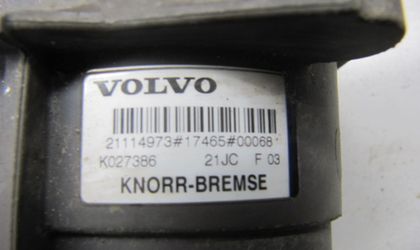 VOLVO
21114973#17465#00068
K027386 21JC F 03
KNORR-BREMSE